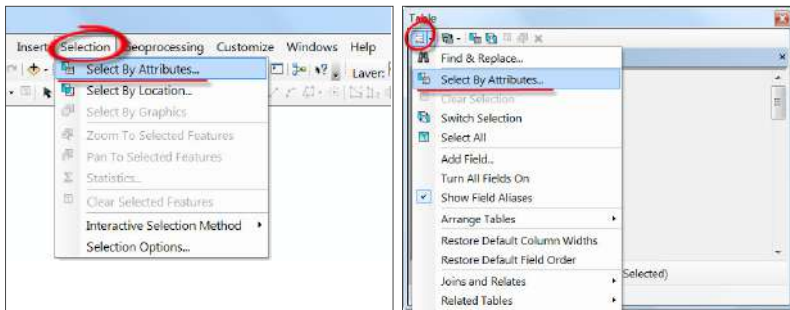 Insert Selection Geoprocessing Customize Windows Help
Select By Attributes...
Layer:
Select By Location...
Select By Graphics
Zoom To Selected Features
Pan To Selected Features
Statistics...
Clear Selected Features
Interactive Selection Method
Selection Options...
Table
Find & Replace...
Select By Attributes...
Clear Selection
Switch Selection
Select All
Add Field...
Turn All Fields On
Show Field Aliases
Arrange Tables
Restore Default Column Widths
Restore Default Field Order
Joins and Relates
Selected)
Related Tables